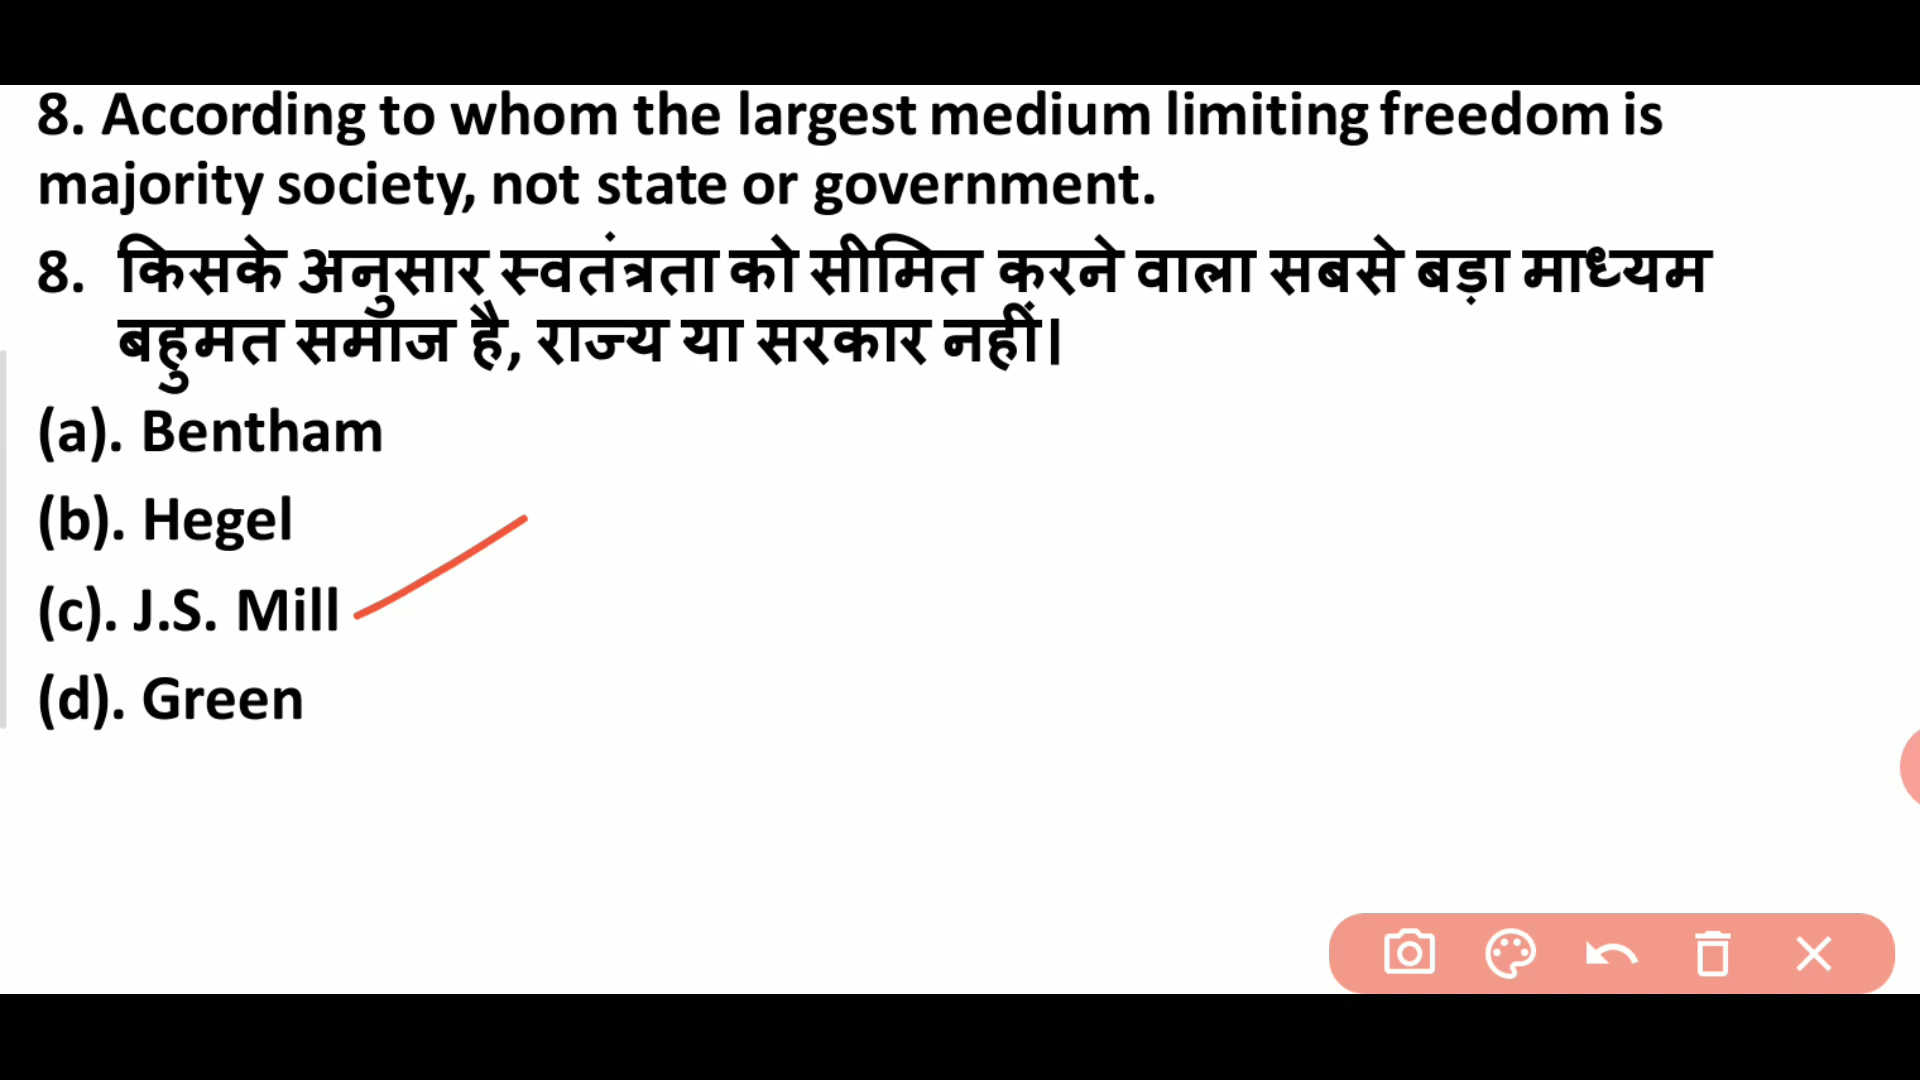 8. According to whom the largest medium limiting freedom is
majority society, not state or government.
8. किसके अनुसार स्वतंत्रता को सीमित करने वाला सबसे बड़ा माध्यम
बहुमत समाज है, राज्य या सरकार नहीं।
(a). Bentham
(b). Hegel
(c). J.S. Mill
(d). Green